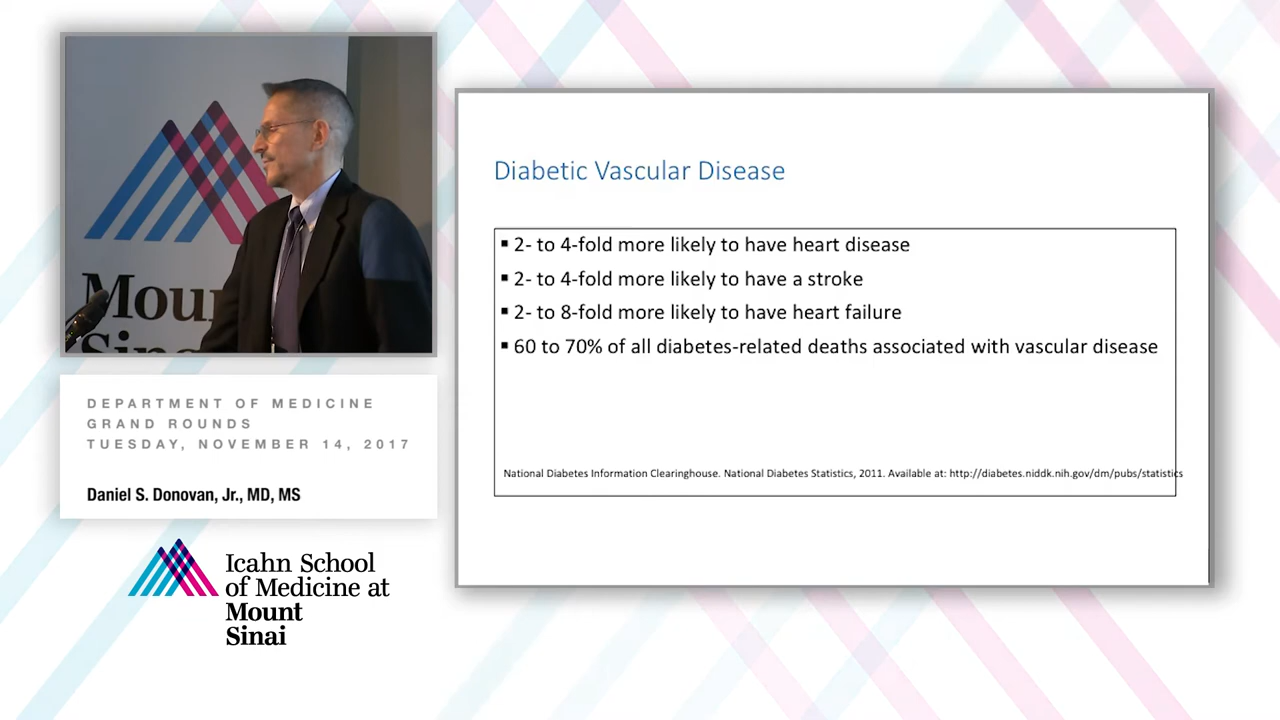 Moun
Sinai
DEPARTMENT OF MEDICINE
GRAND ROUNDS
TUESDAY, NOVEMBER 14, 2017
Daniel S. Donovan, Jr., MD, MS
Icahn School
of Medicine at
Mount
Sinai
Diabetic Vascular Disease
▪ 2- to 4-fold more likely to have heart disease
▪ 2- to 4-fold more likely to have a stroke
▪ 2- to 8-fold more likely to have heart failure
▪ 60 to 70% of all diabetes-related deaths associated with vascular disease
National Diabetes Information Clearinghouse. National Diabetes Statistics, 2011. Available at: http://diabetes.niddk.nih.gov/dm/pubs/statistics